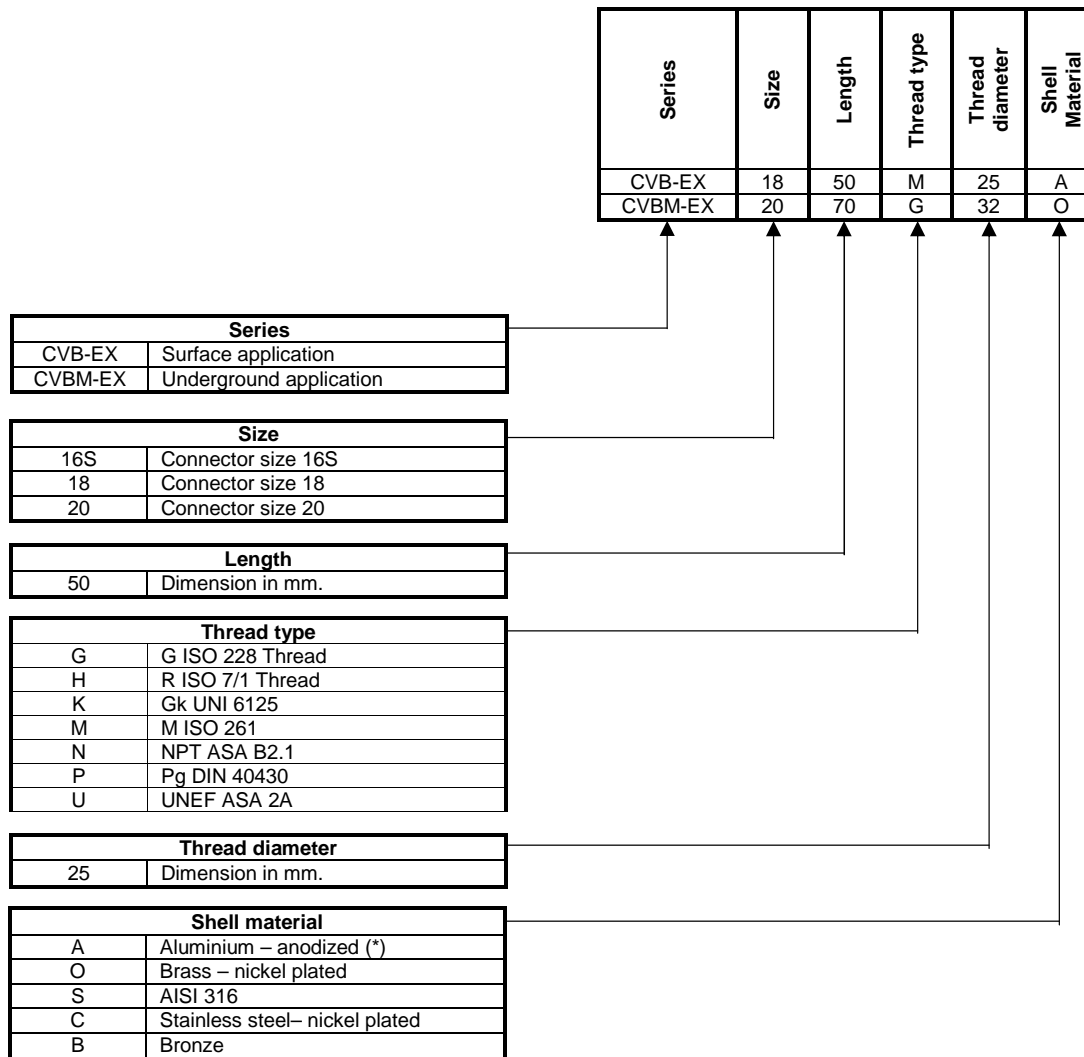 Series Size Length Thread type Thread diameter Shell Material
CVB-EX 18 50 M 25 A
CVBM-EX 20 70 G 32 O
Series
CVB-EX Surface application
CVBM-EX Underground application
Size
16S Connector size 16S
18 Connector size 18
20 Connector size 20
Length
50 Dimension in mm.
Thread type
G G ISO 228 Thread
H R ISO 7/1 Thread
K Gk UNI 6125
M M ISO 261
N NPT ASA B2.1
P Pg DIN 40430
U UNEF ASA 2A
Thread diameter
25 Dimension in mm.
Shell material
A Aluminium – anodized (*)
O Brass – nickel plated
S AISI 316
C Stainless steel– nickel plated
B Bronze